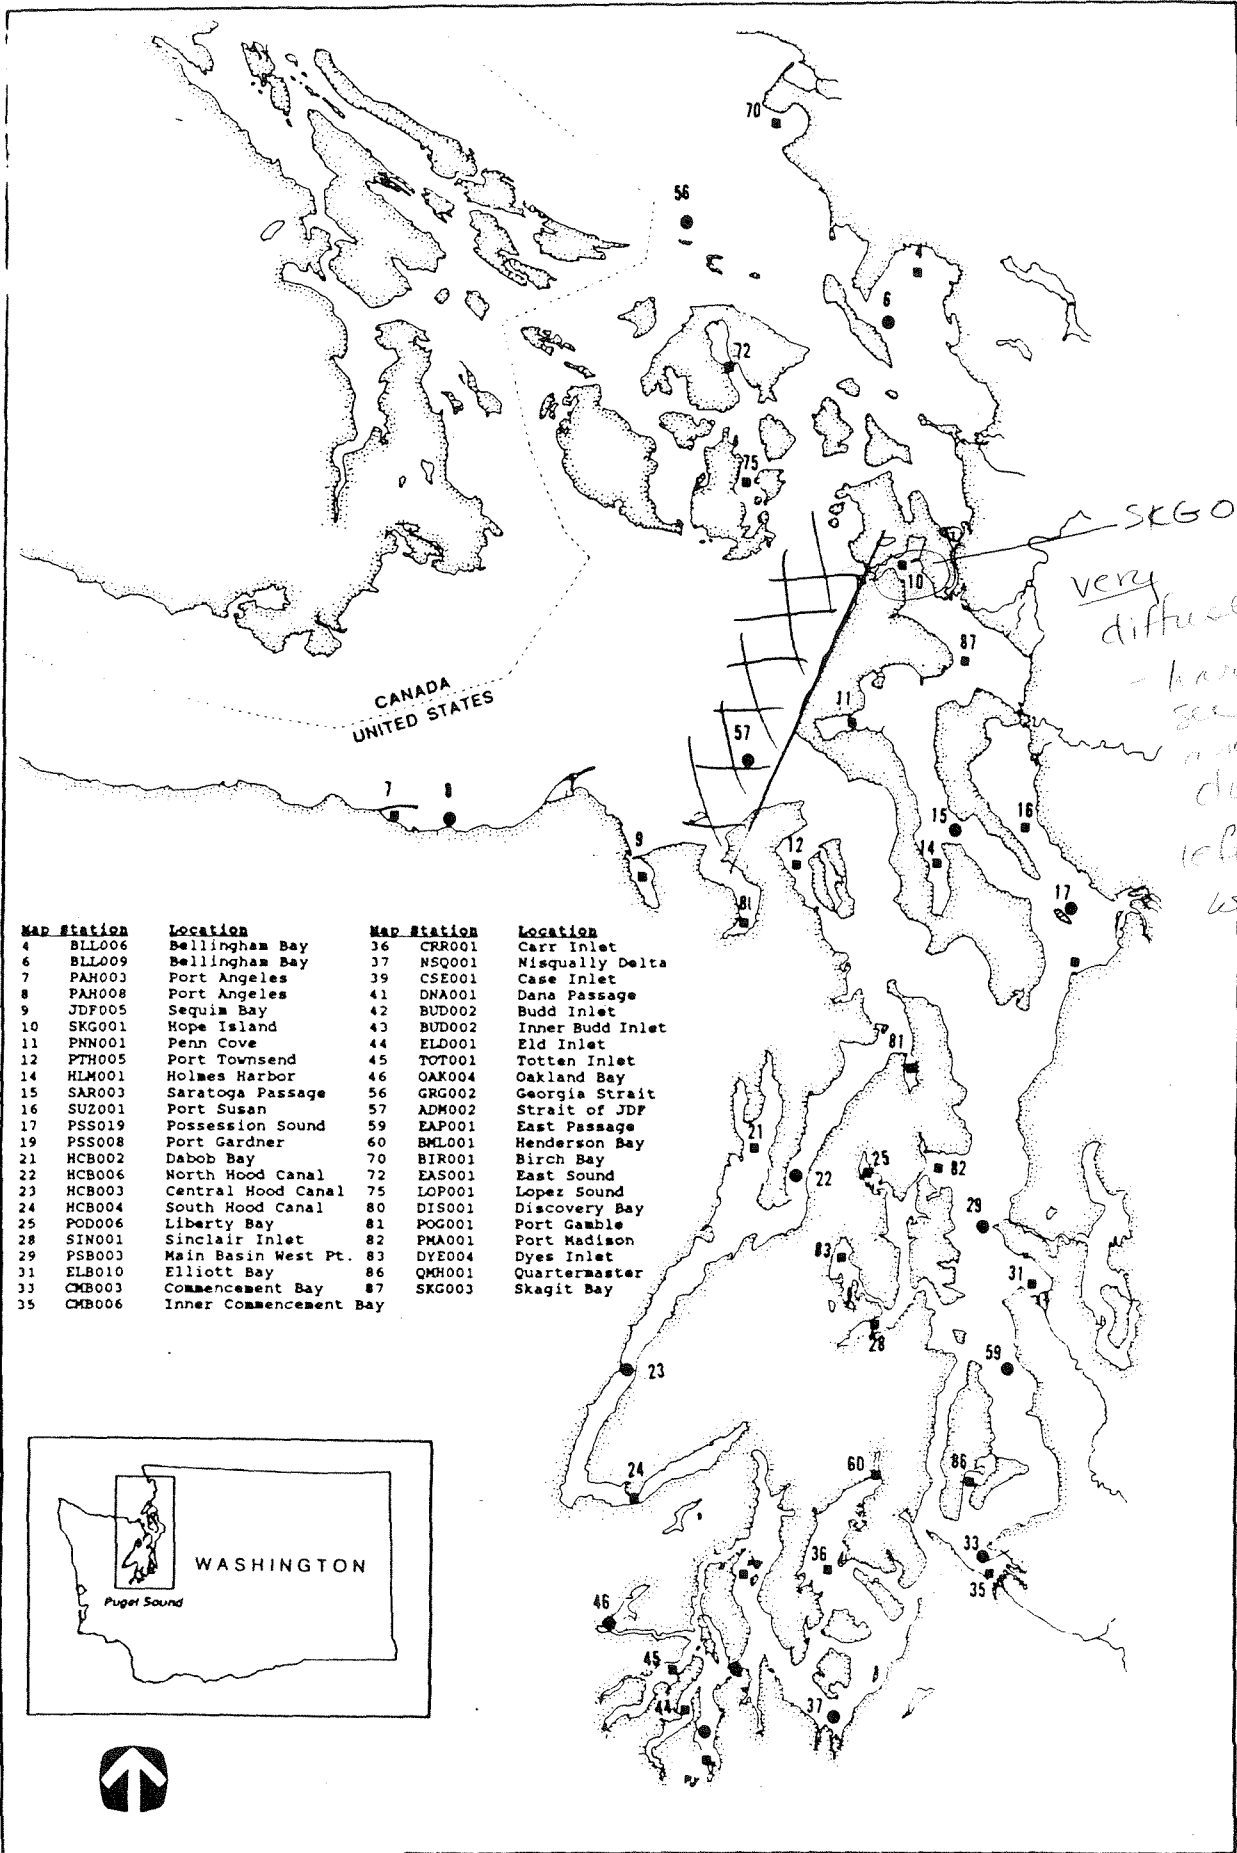 70
56
4
6
72
75
SKGO
10
very
87
CANADA
UNITED STATES
11
57
7
8
15
16
9
12
14
17
81
Map Station Location Map Station Location
4 BLL006 Bellingham Bay 36 CRR001 Carr Inlet
6 BLL009 Bellingham Bay 37 NSQ001 Nisqually Delta
7 PAH003 Port Angeles 39 CSE001 Case Inlet
8 PAH008 Port Angeles 41 DNA001 Dana Passage
9 JDF005 Sequim Bay 42 BUD002 Budd Inlet
10 SKG001 Hope Island 43 BUD002 Inner Budd Inlet
11 PNN001 Penn Cove 44 ELD001 Eld Inlet
12 PTH005 Port Townsend 45 TOT001 Totten Inlet
14 HLM001 Holmes Harbor 46 OAK004 Oakland Bay
15 SAR003 Saratoga Passage 56 GRG002 Georgia Strait
16 SUZ001 Port Susan 57 ADM002 Strait of JDF
17 PSS019 Possession Sound 59 EAP001 East Passage
19 PSS008 Port Gardner 60 BML001 Henderson Bay
21 HCB002 Dabob Bay 70 BIR001 Birch Bay
22 HCB006 North Hood Canal 72 EAS001 East Sound
23 HCB003 Central Hood Canal 75 LOP001 Lopez Sound
24 HCB004 South Hood Canal 80 DIS001 Discovery Bay
25 POD006 Liberty Bay 81 POG001 Port Gamble
28 SIN001 Sinclair Inlet 82 PMA001 Port Madison
29 PSB003 Main Basin West Pt. 83 DYE004 Dyes Inlet
31 ELB010 Elliott Bay 86 QMH001 Quartermaster
33 CMB003 Commencement Bay 87 SKG003 Skagit Bay
35 CMB006 Inner Commencement Bay
81
21
22
25
82
29
83
31
28
59
23
24
60
86
WASHINGTON
Puget Sound
36
33
35
46
45
44
37